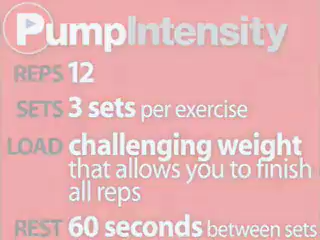 PumpIntensity
REPS 12
SETS 3 sets per exercise
LOAD challenging weight
that allows you to finish
all reps
REST 60 seconds between sets